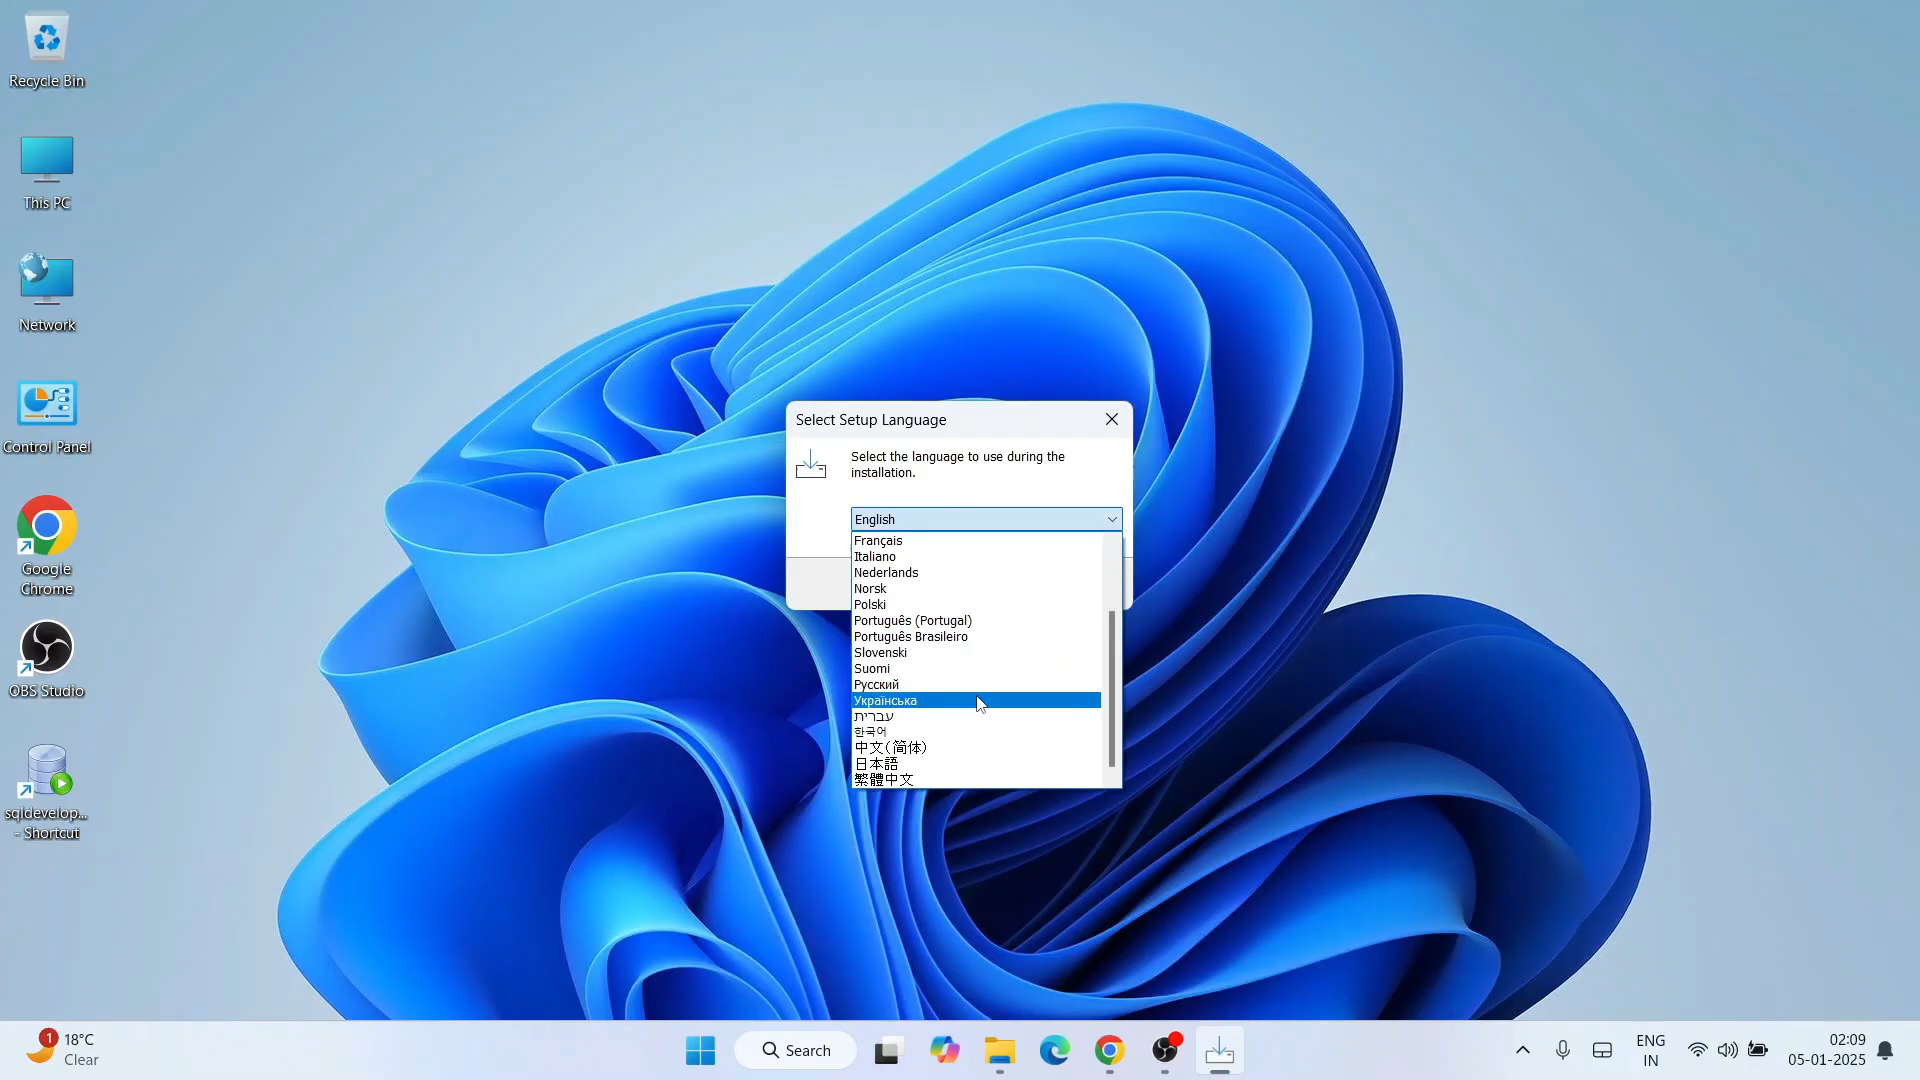 Recycle Bin
This PC
Network
Control Panel
Google
Chrome
OBS Studio
sqldevelop...
- Shortcut
Select Setup Language
Select the language to use during the
installation.
English
Français
Italiano
Nederlands
Norsk
Polski
Português (Portugal)
Português Brasileiro
Slovenski
Suomi
Русский
Українська
עברית
한국어
中文(简体)
日本語
繁體中文
1
18°C
Clear
Search
ENG
IN
02:09
05-01-2025